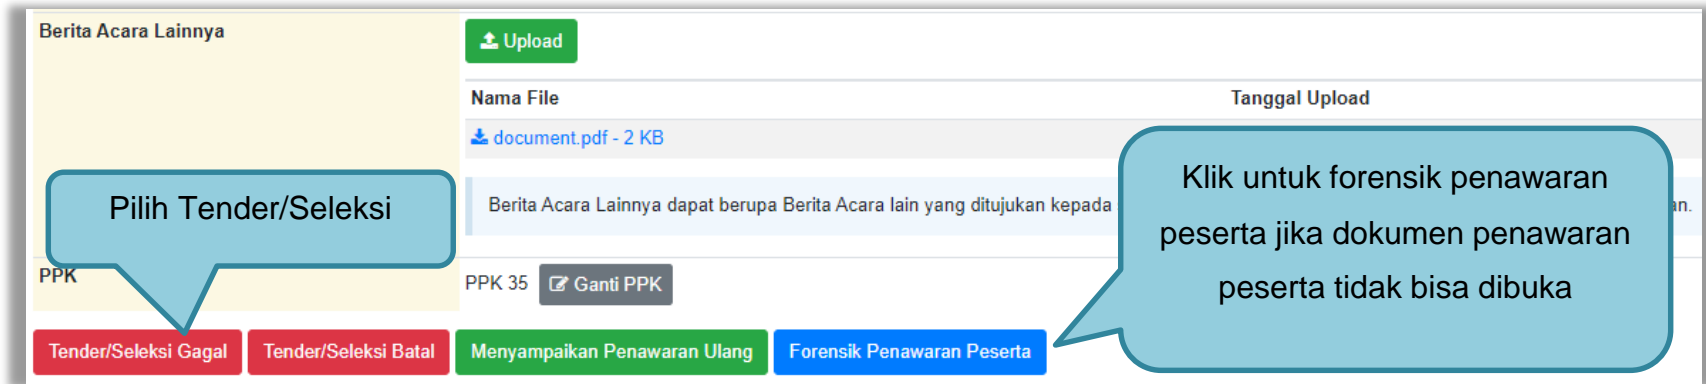 Berita Acara Lainnya
Upload
Nama File Tanggal Upload
document.pdf - 2 KB
Berita Acara Lainnya dapat berupa Berita Acara lain yang ditujukan kepada
an.
Pilih Tender/Seleksi
Klik untuk forensik penawaran
peserta jika dokumen penawaran
peserta tidak bisa dibuka
PPK
PPK 35 Ganti PPK
Tender/Seleksi Gagal Tender/Seleksi Batal Menyampaikan Penawaran Ulang Forensik Penawaran Peserta